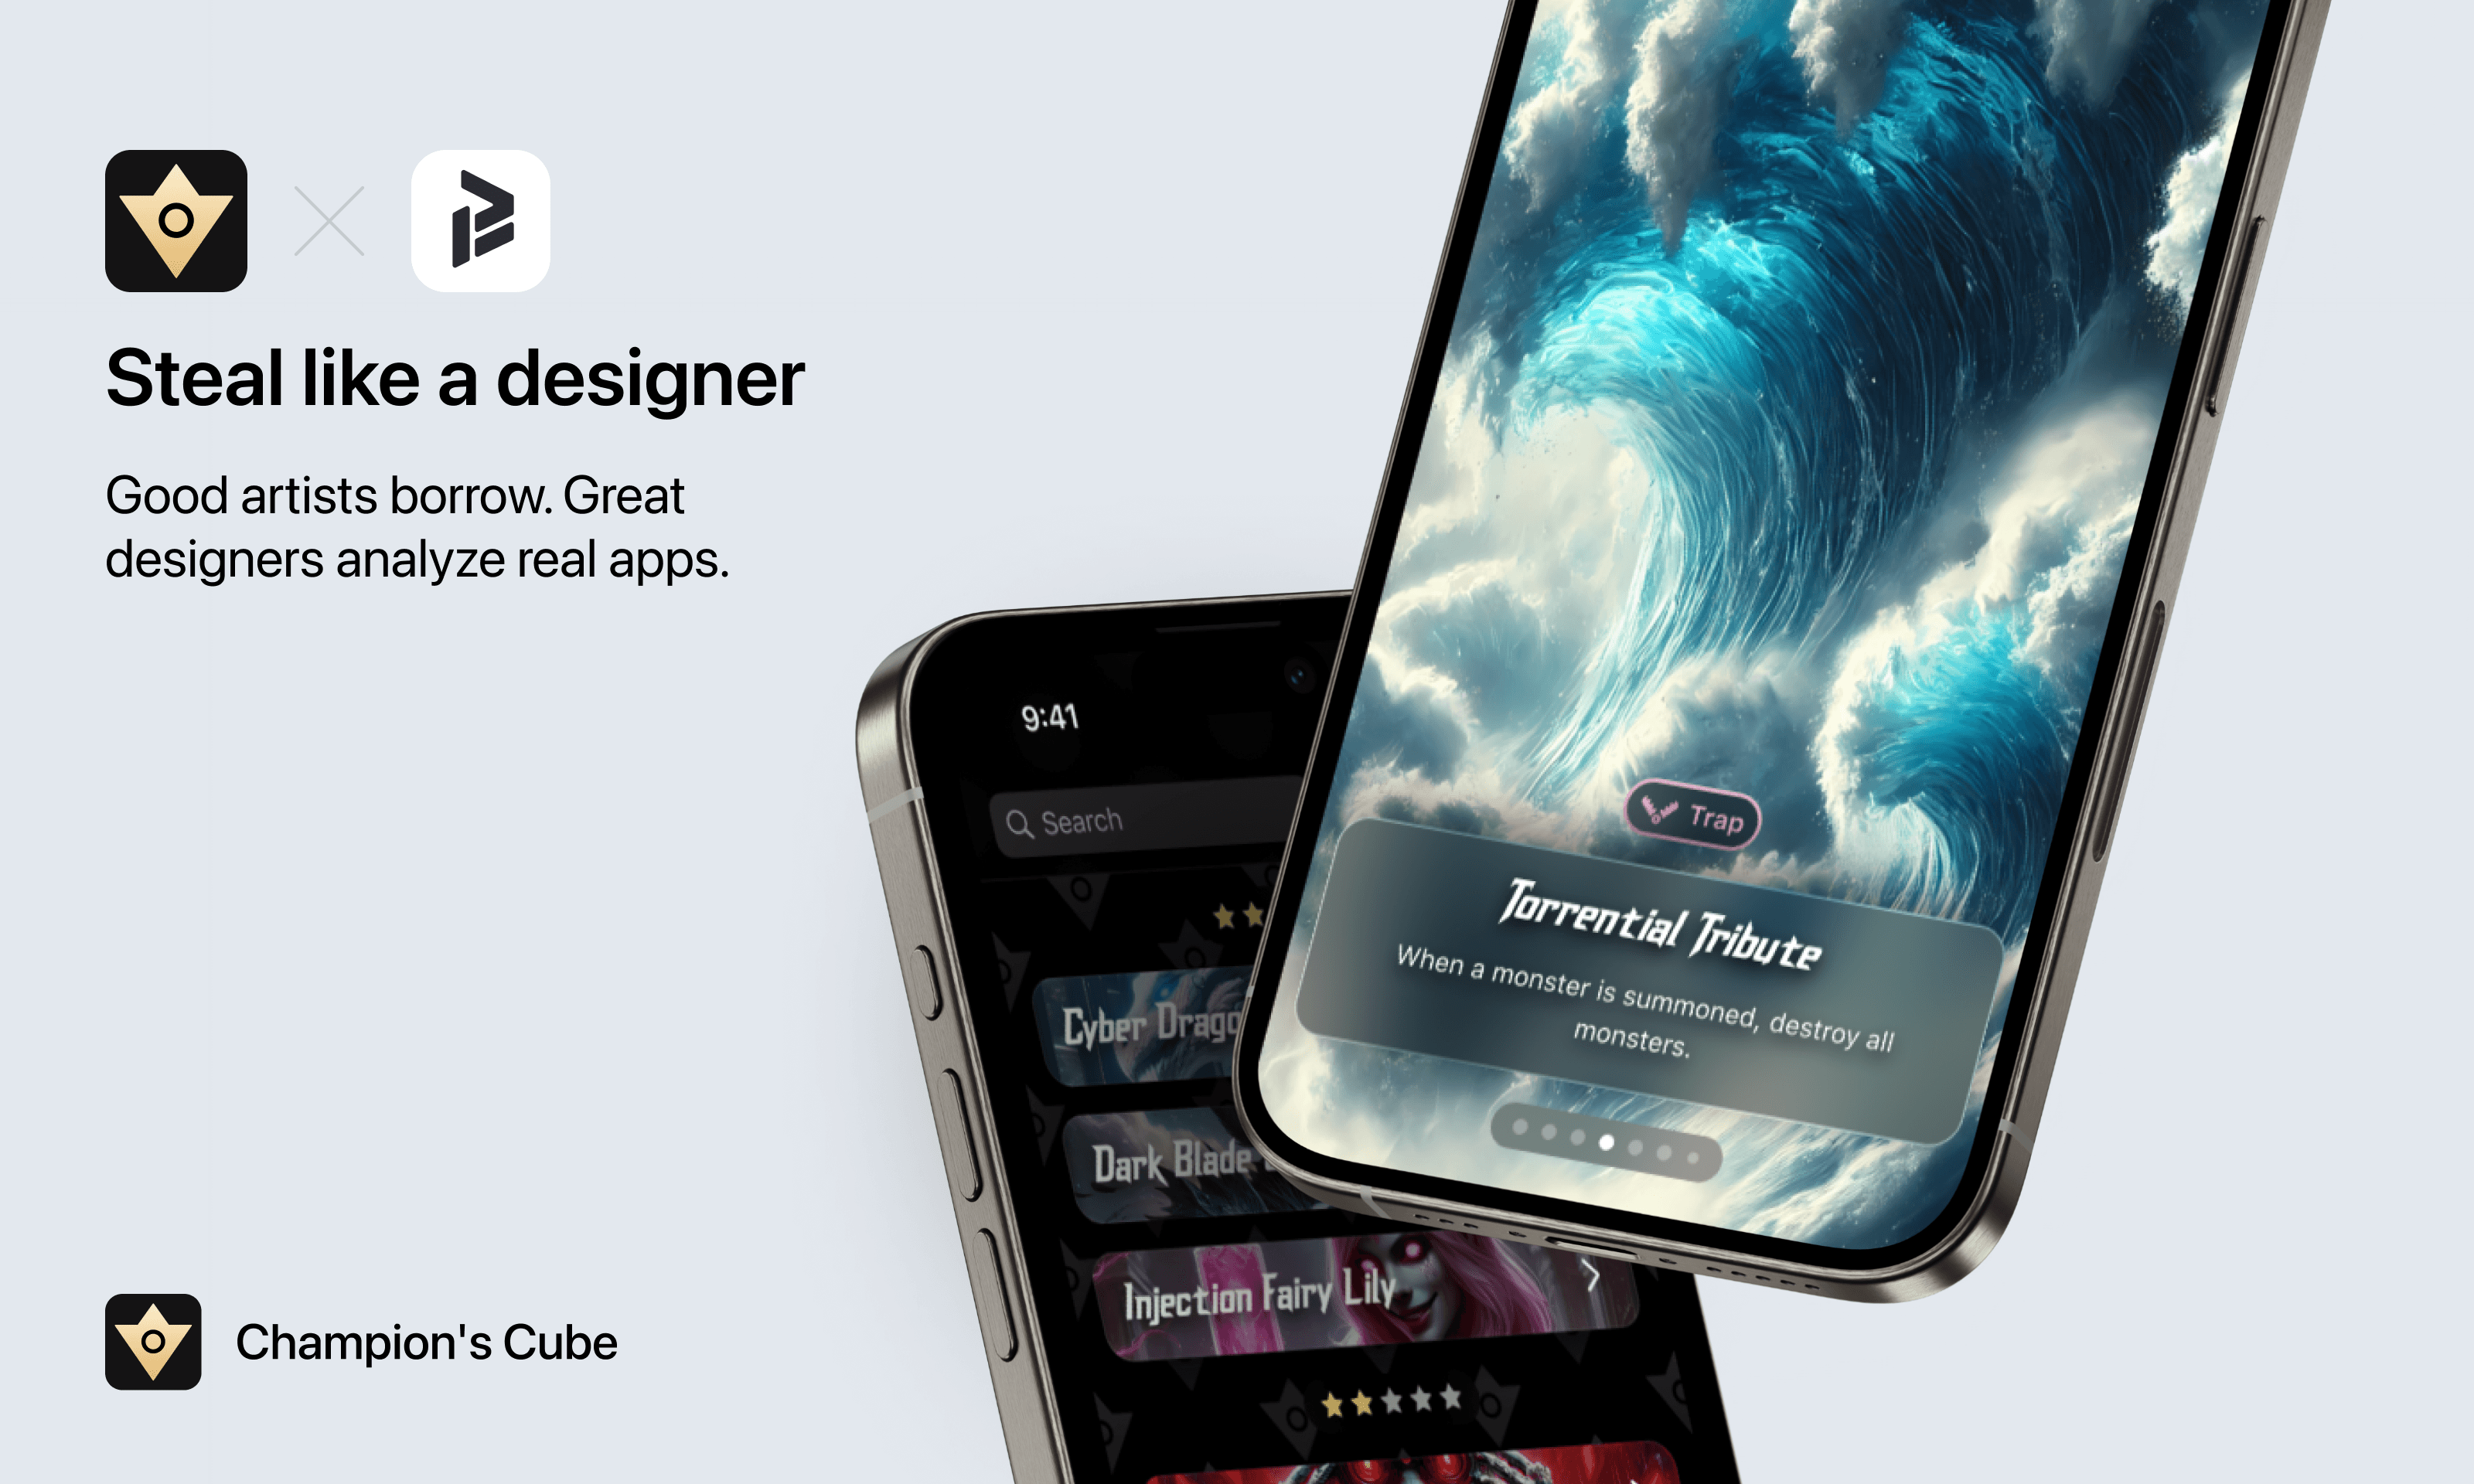 Steal like a designer
Good artists borrow. Great
designers analyze real apps.
9:41
Search
Cyber
Dark Blade
Injection Fairy Lily
Trap
Torrential Tribute
When a monster is summoned, destroy all
monsters.
Champion's Cube